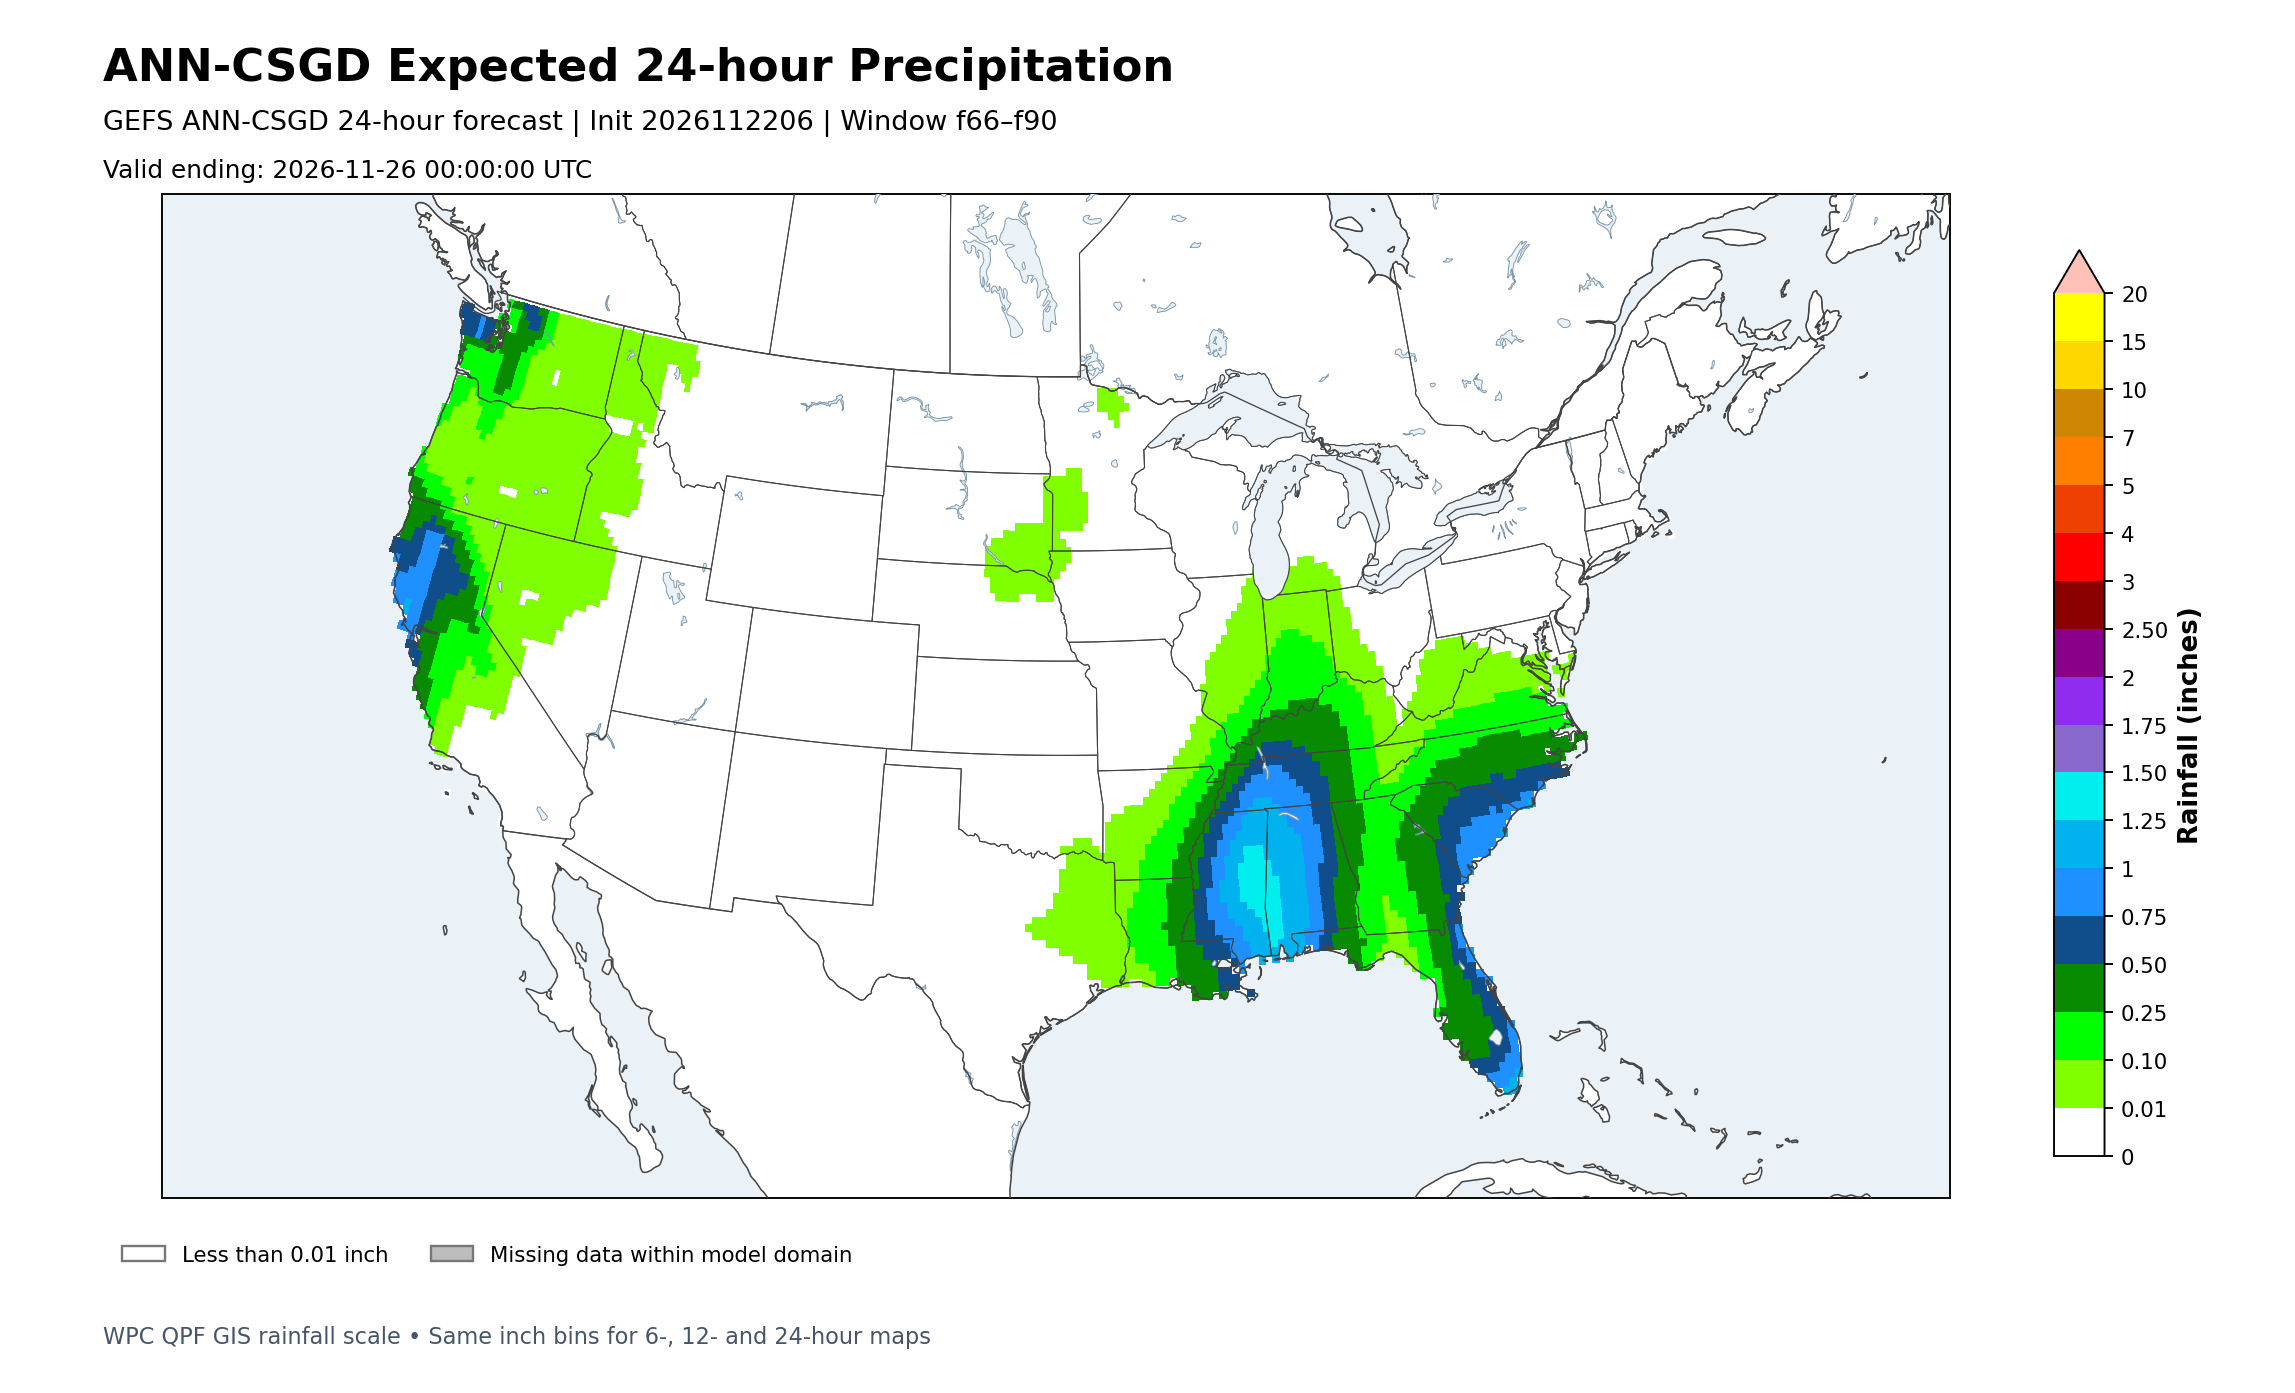 ANN-CSGD Expected 24-hour Precipitation
GEFS ANN-CSGD 24-hour forecast | Init 2026112206 | Window f66–f90
Valid ending: 2026-11-26 00:00:00 UTC
20
15
10
7
5
4
3
2.50
2
1.75
1.50
1.25
1
0.75
0.50
0.25
0.10
0.01
0
Rainfall (inches)
Less than 0.01 inch
Missing data within model domain
WPC QPF GIS rainfall scale • Same inch bins for 6-, 12- and 24-hour maps